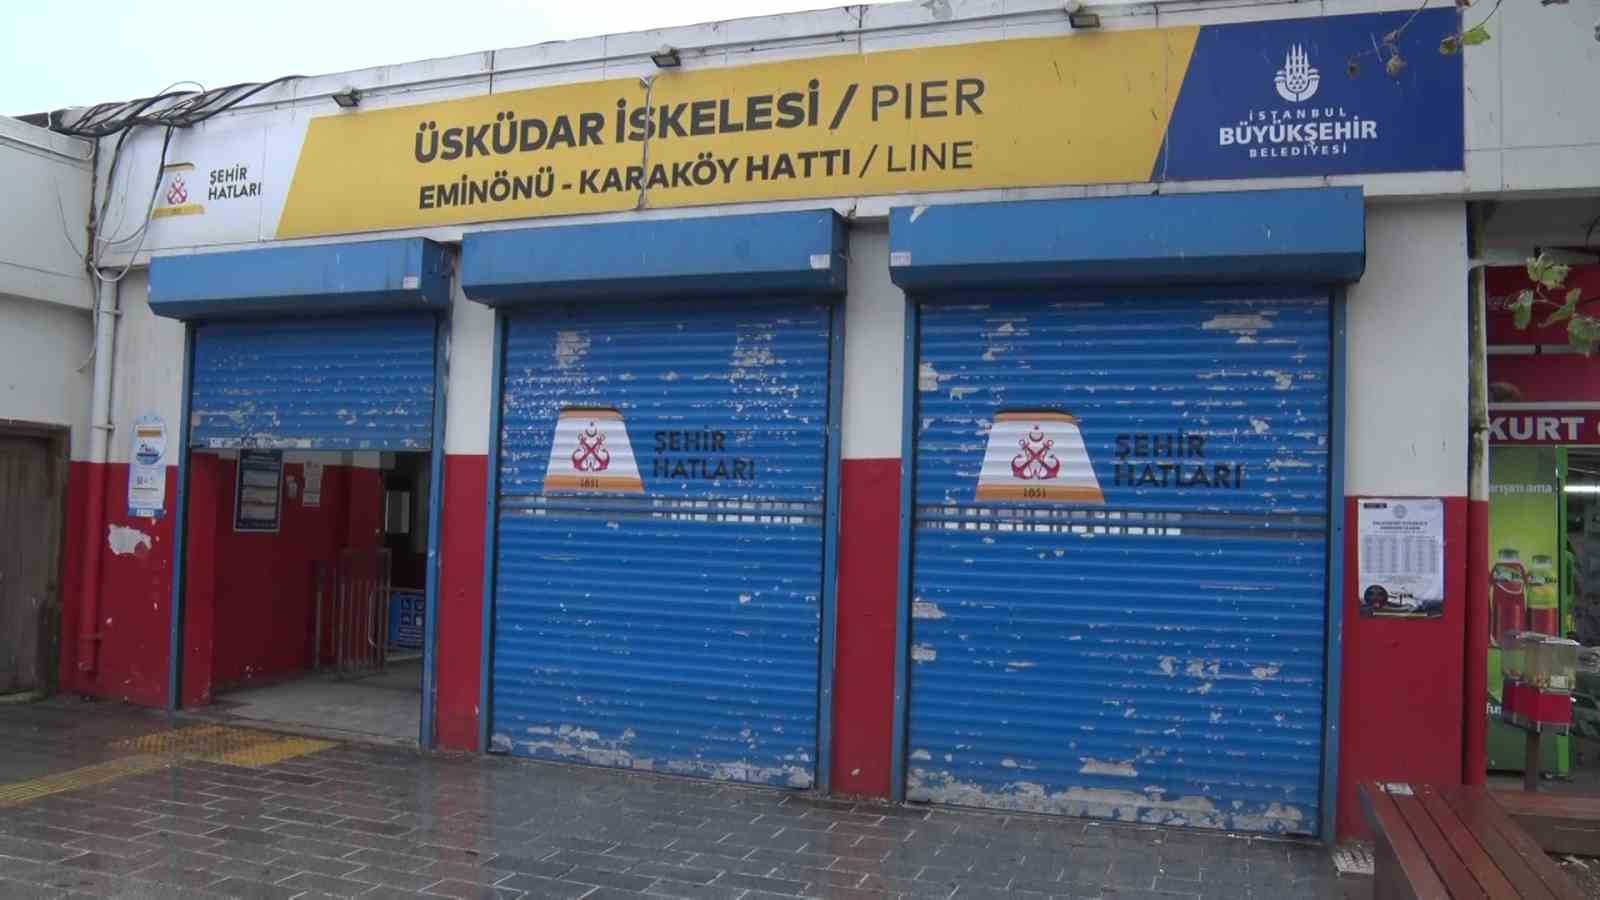 ÜSKÜDAR İSKELESİ / PIER
EMİNÖNÜ - KARAKÖY HATTI / LINE
ŞEHİR
HATLARI
İSTANBUL
BÜYÜKŞEHİR
BELEDİYESİ
1851
ŞEHİR
HATLARI
1851
ŞEHİR
HATLARI
KURT